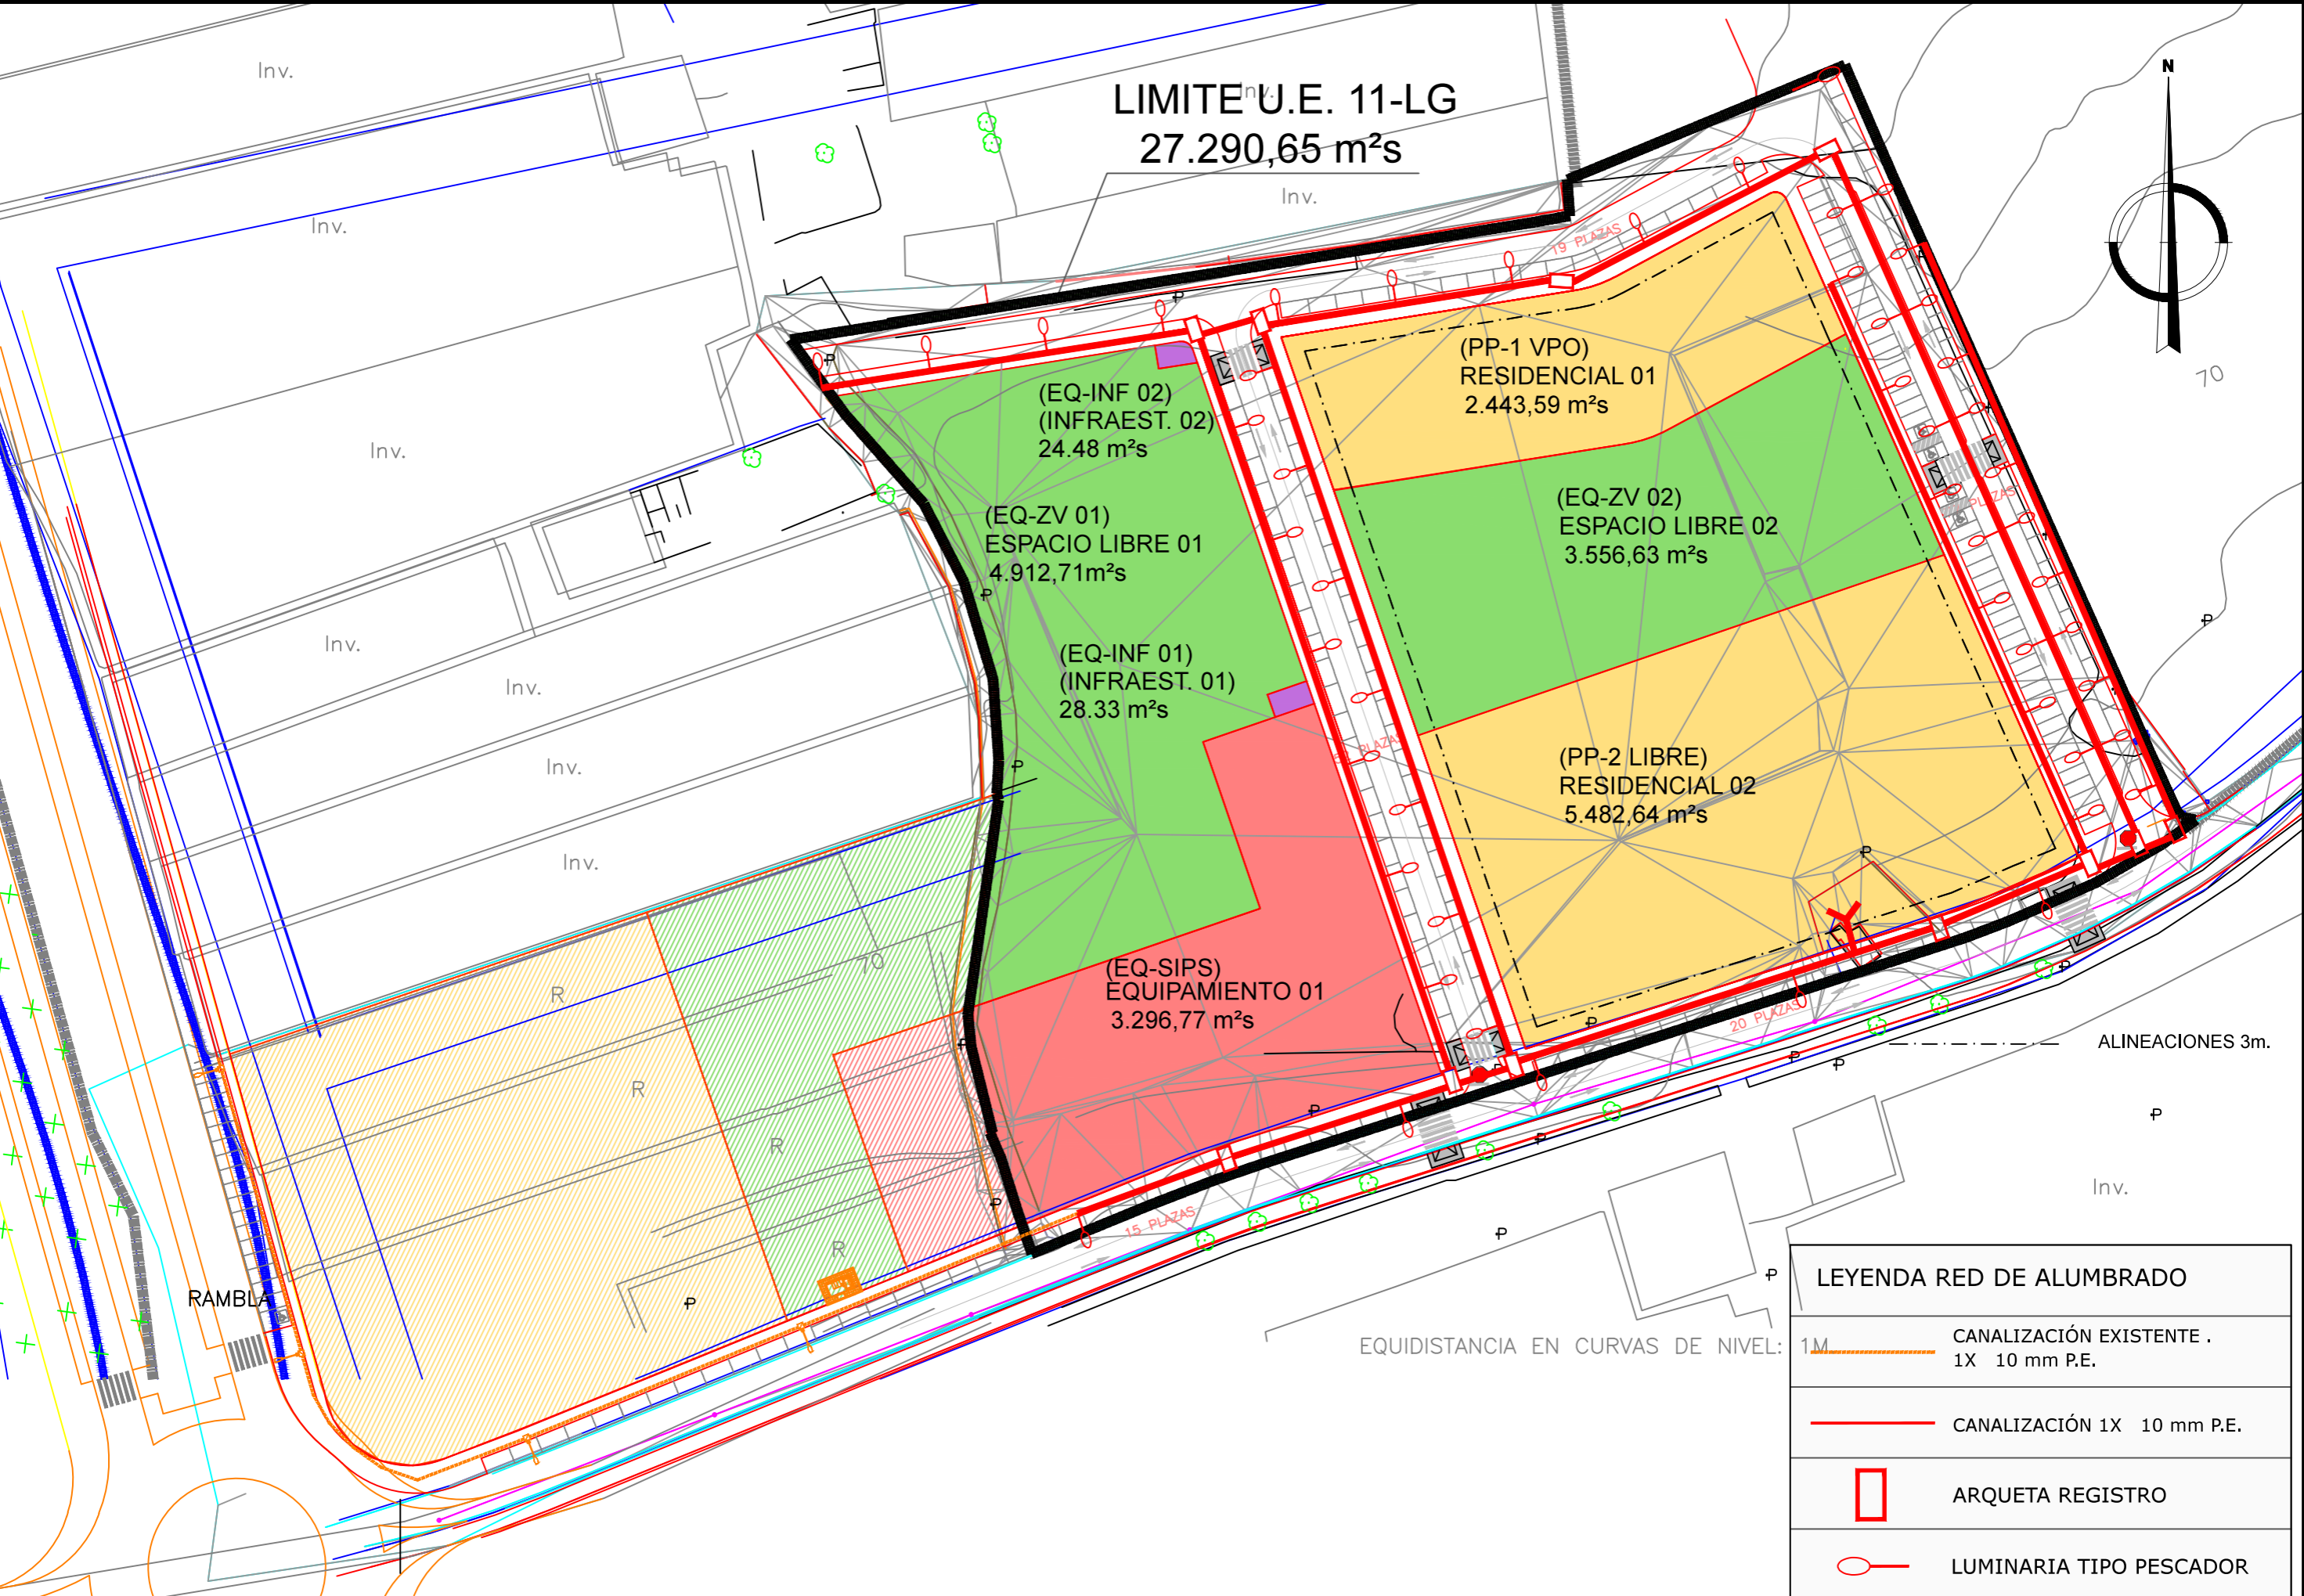 Inv.
LIMITE U.E. 11-LG
Inv.
27.290,65 m²s
N
Inv.
Inv.
19 PLAZAS
(PP-1 VPO)
RESIDENCIAL 01
2.443,59 m²s
70
(EQ-INF 02)
(INFRAEST. 02)
24.48 m²s
Inv.
(EQ-ZV 02)
ESPACIO LIBRE 02
3.556,63 m²s
PLAZAS
(EQ-ZV 01)
ESPACIO LIBRE 01
4.912,71m²s
Inv.
Inv.
(EQ-INF 01)
(INFRAEST. 01)
28.33 m²s
PLAZAS
Inv.
(PP-2 LIBRE)
RESIDENCIAL 02
5.482,64 m²s
Inv.
70
R
(EQ-SIPS)
EQUIPAMIENTO 01
3.296,77 m²s
20 PLAZAS
ALINEACIONES 3m.
R
R
Inv.
15 PLAZAS
R
RAMBLA
EQUIDISTANCIA EN CURVAS DE NIVEL: 1M
LEYENDA RED DE ALUMBRADO
CANALIZACIÓN EXISTENTE .
1X 10 mm P.E.
CANALIZACIÓN 1X 10 mm P.E.
ARQUETA REGISTRO
LUMINARIA TIPO PESCADOR